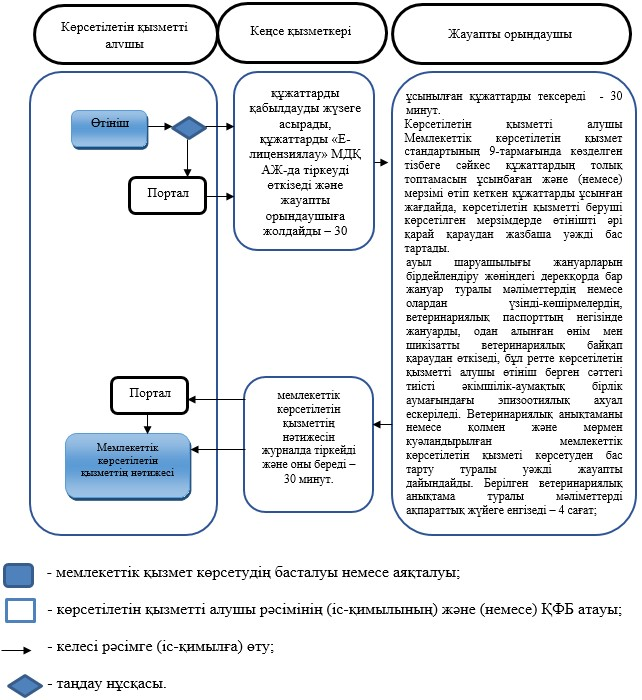 Көрсетілетін қызметті
алушы
Кеңсе қызметкері
Жауапты орындаушы
Өтініш
Портал
құжаттарды
қабылдауды жүзеге
асырады,
құжаттарды «Е-
лицензиялау» МДҚ
АЖ-да тіркеуді
өткізеді және
жауапты
орындаушыға
жолдайды – 30
ұсынылған құжаттарды тексереді - 30
минут.
Көрсетілетін қызметті алушы
Мемлекеттік көрсетілетін қызмет
стандартының 9-тармағында көзделген
тізбеге сәйкес құжаттардың толық
топтамасын ұсынбаған және (немесе)
мерзімі өтіп кеткен құжаттарды ұсынған
жағдайда, көрсетілетін қызметті беруші
көрсетілген мерзімдерде өтінішті әрі
қарай қараудан жазбаша уәжді бас
тартады.
ауыл шаруашылығы жануарларын
бірдейлендіру жөніндегі дерекқорда бар
жануар туралы мәліметтердің немесе
олардан үзінді-көшірмелердің,
ветеринариялық паспорттың негізінде
жануарды, одан алынған өнім мен
шикізатты ветеринариялық байқап
қараудан өткізеді, бұл ретте көрсетілетін
қызметті алушы өтініш берген сәттегі
тиісті әкімшілік-аумақтық бірлік
аумағындағы эпизоотиялық ахуал
ескеріледі. Ветеринариялық анықтаманы
немесе қолмен және мөрмен
куәландырылған мемлекеттік
көрсетілетін қызметі көрсетуден бас
тарту туралы уәжді жауапты
дайындайды. Берілген ветеринариялық
анықтама туралы мәліметтерді
ақпараттық жүйеге енгізеді – 4 сағат;
Портал
Мемлекеттік
көрсетілетін
қызметтің нәтижесі
мемлекеттік
көрсетілетін
қызметтің
нәтижесін
журналда тіркейді
және оны береді –
30 минут.
- мемлекеттік қызмет көрсетудің басталуы немесе аяқталуы;
- көрсетілетін қызметті алушы рәсімінің (іс-қимылының) және (немесе) ҚФБ атауы;
- келесі рәсімге (іс-қимылға) өту;
- таңдау нұсқасы.